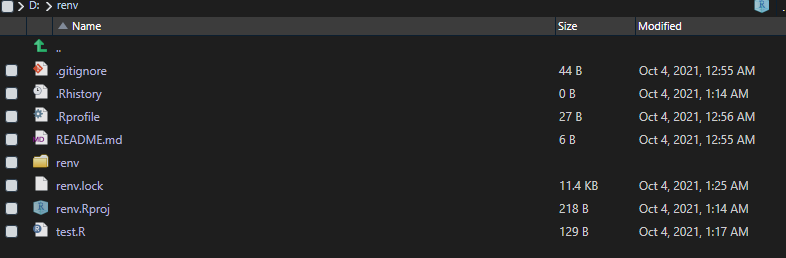 D: renv
Name Size Modified
..
.gitignore 44 B Oct 4, 2021, 12:55 AM
.Rhistory 0 B Oct 4, 2021, 1:14 AM
.Rprofile 27 B Oct 4, 2021, 12:56 AM
README.md 6 B Oct 4, 2021, 12:55 AM
renv
renv.lock 11.4 KB Oct 4, 2021, 1:25 AM
renv.Rproj 218 B Oct 4, 2021, 1:14 AM
test.R 129 B Oct 4, 2021, 1:17 AM